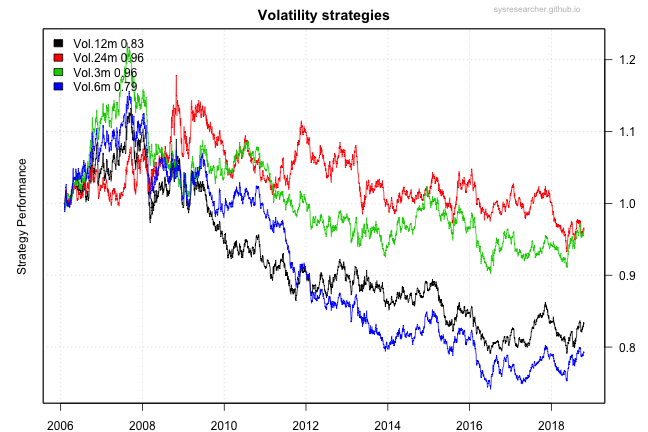 sysresearcher.github.io
Volatility strategies
Vol.12m 0.83
Vol.24m 0.96
Vol.3m 0.96
Vol.6m 0.79
Strategy Performance
1.2
1.1
1.0
0.9
0.8
2006 2008 2010 2012 2014 2016 2018